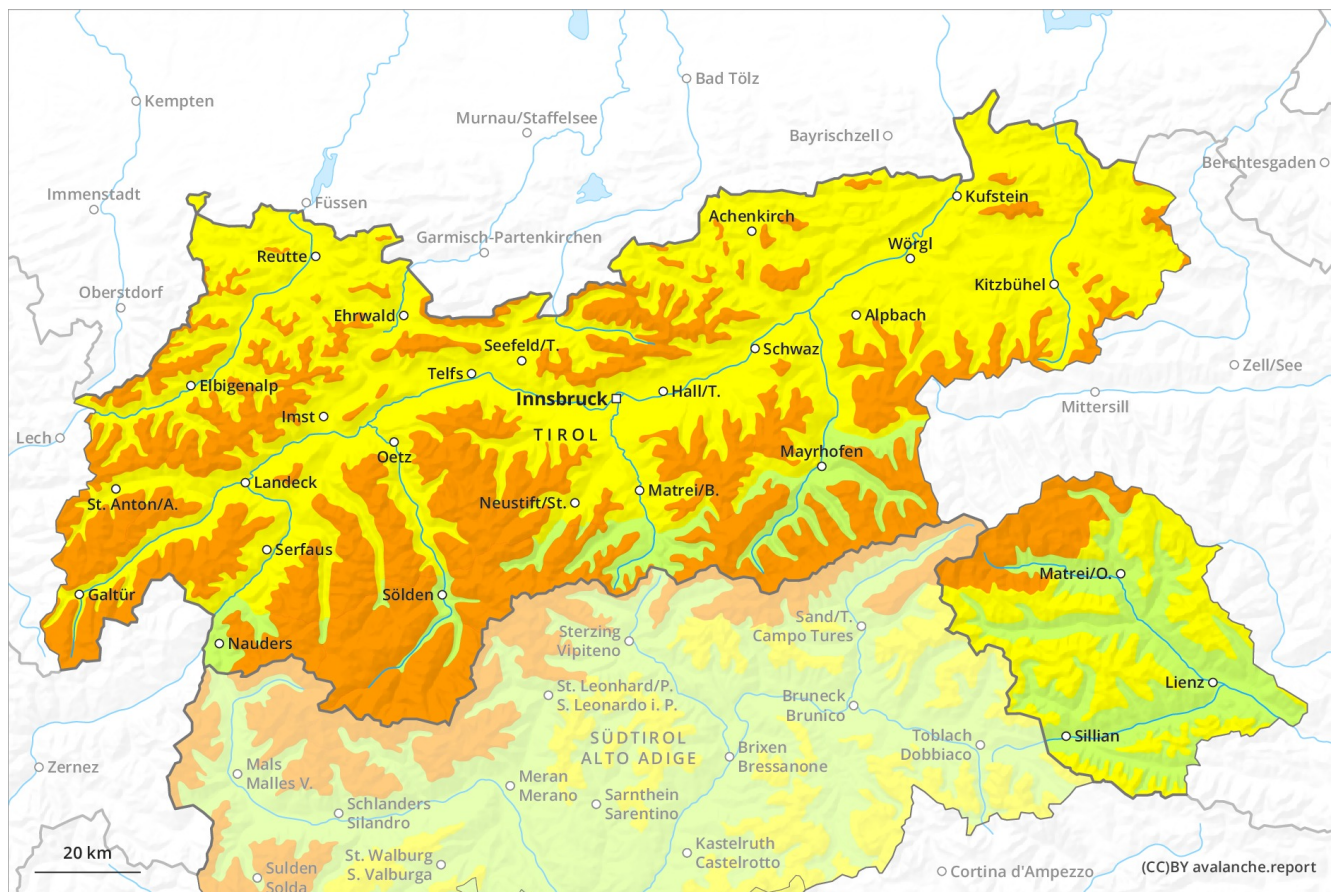 Bad Tölz
Kempten
Murnau/Staffelsee
Bayrischzell
Berchtesgaden
Immenstadt
Füssen
Kufstein
Achenkirch
Garmisch-Partenkirchen
Wörgl
Reutte
Kitzbühel
Oberstdorf
Ehrwald
Alpbach
Seefeld/T.
Schwaz
Zell/See
Telfs
Elbigenalp
Hall/T.
Innsbruck
Mittersill
Imst
Lech
TIROL
Oetz
Mayrhofen
Landeck
Matrei/B.
St. Anton/A.
Neustift/St.
Serfaus
Matrei/O.
Galtür
Sölden
Sand/T.
Campo Tures
Sterzing
Vipiteno
Nauders
Lienz
St. Leonhard/P.
S. Leonardo i. P.
Bruneck
Brunico
Sillian
Toblach
Dobbiaco
SÜDTIROL
ALTO ADIGE
Brixen
Bressanone
Zernez
Mals
Malles V.
Meran
Merano
Sarnthein
Sarentino
Schlanders
Silandro
20 km
Kastelruth
Castelrotto
St. Walburg
S. Valburga
Sulden
Solda
Cortina d'Ampezzo
(CC)BY avalanche.report